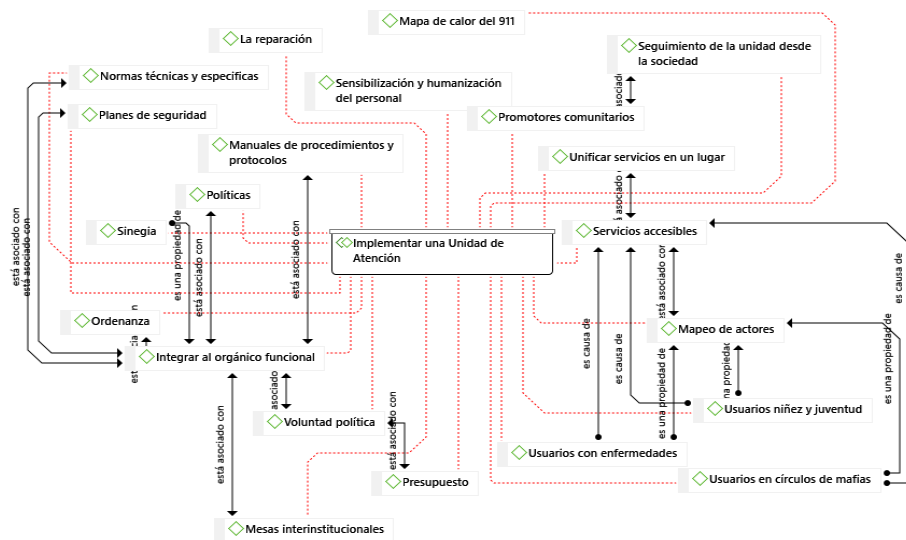 Mapa de calor del 911
La reparación
Seguimiento de la unidad desde
la sociedad
Normas técnicas y especificas
Sensibilización y humanización
del personal
está asociado
Planes de seguridad
Promotores comunitarios
Manuales de procedimientos y
protocolos
Unificar servicios en un lugar
Políticas
está asociado
Sinegia
Servicios accesibles
Implementar una Unidad de
Atención
está asociado con
está asociado con
es una propiedad de
está asociado con
está asociado con
está asociado con
es causa de
Ordenanza
Mapeo de actores
Integrar al orgánico funcional
es causa de
es causa de
es una propiedad de
una propiedad de
es una propiedad de
asociado
Voluntad política
está asociado con
Usuarios niñez y juventud
está asociado con
Usuarios con enfermedades
Presupuesto
Usuarios en círculos de mafias
Mesas interinstitucionales